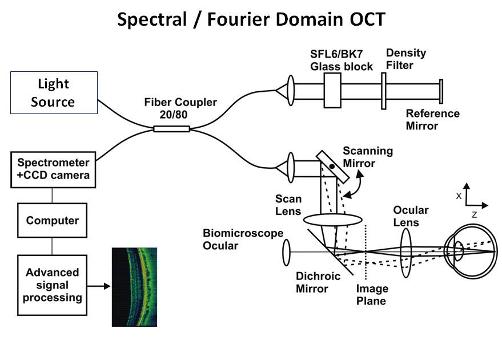 Spectral / Fourier Domain OCT
Light
Source
Fiber Coupler
20/80
SFL6/BK7
Glass block
Density
Filter
Reference
Mirror
Spectrometer
+CCD camera
Computer
Advanced
signal
processing
Scanning
Mirror
Scan
Lens
Biomicroscope
Ocular
Dichroic
Mirror
Image
Plane
Ocular
Lens
X
Z